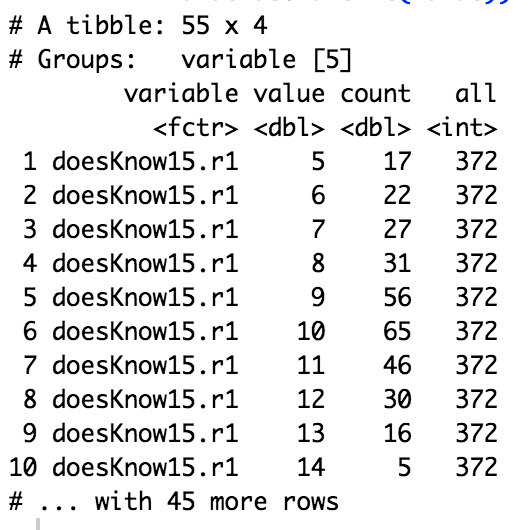 # A tibble: 55 x 4
# Groups:   variable [5]
variable value count   all
<fctr> <dbl> <dbl> <int>
1 doesKnow15.r1     5    17   372
2 doesKnow15.r1     6    22   372
3 doesKnow15.r1     7    27   372
4 doesKnow15.r1     8    31   372
5 doesKnow15.r1     9    56   372
6 doesKnow15.r1    10    65   372
7 doesKnow15.r1    11    46   372
8 doesKnow15.r1    12    30   372
9 doesKnow15.r1    13    16   372
10 doesKnow15.r1    14     5   372
# ... with 45 more rows